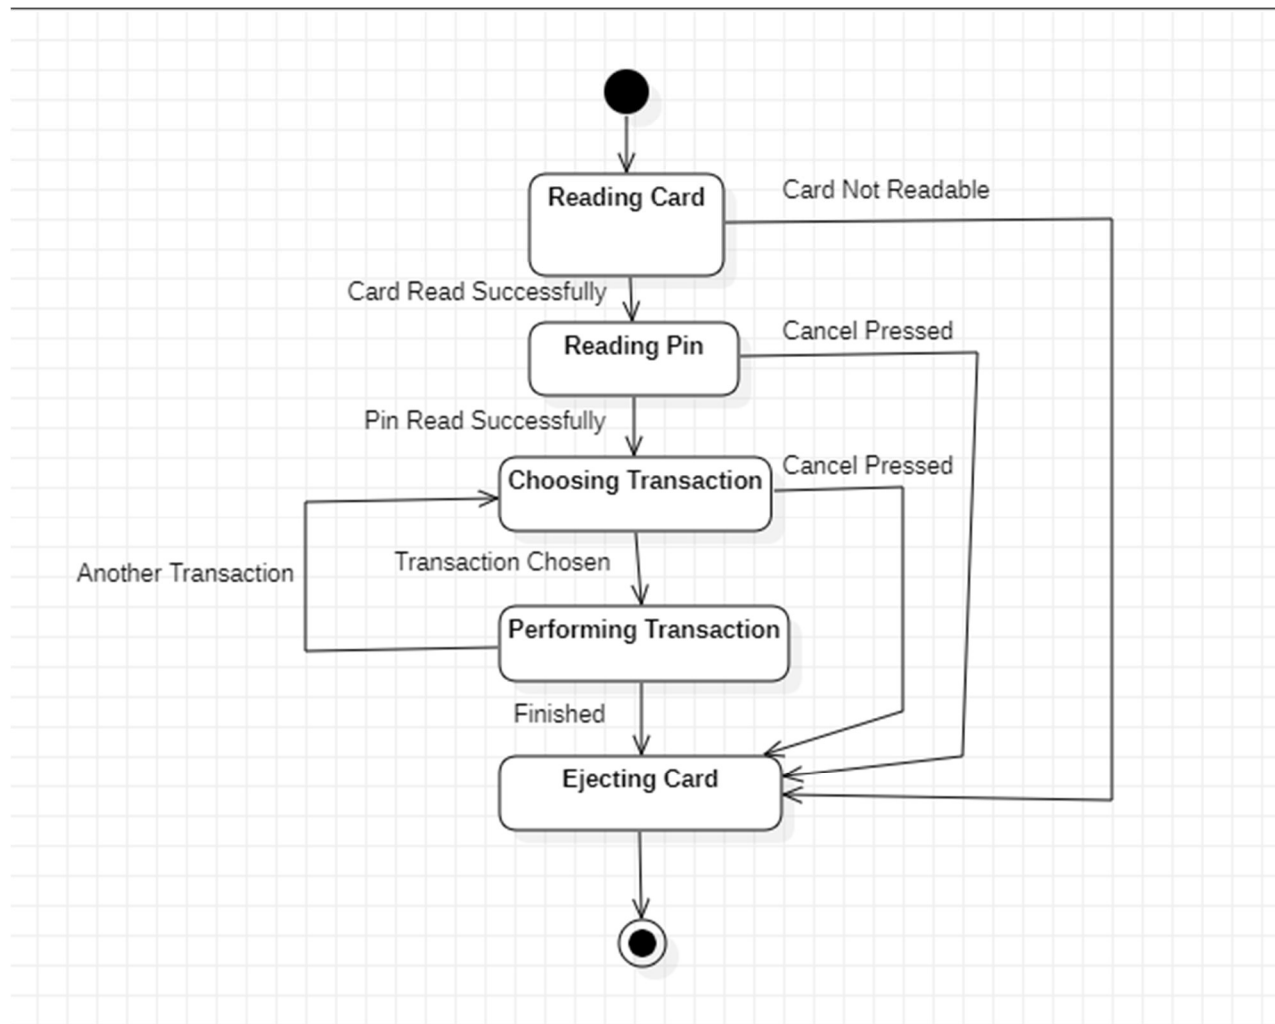 Reading Card
Card Not Readable
Card Read Successfully
Reading Pin
Cancel Pressed
Pin Read Successfully
Choosing Transaction
Cancel Pressed
Another Transaction
Transaction Chosen
Performing Transaction
Finished
Ejecting Card